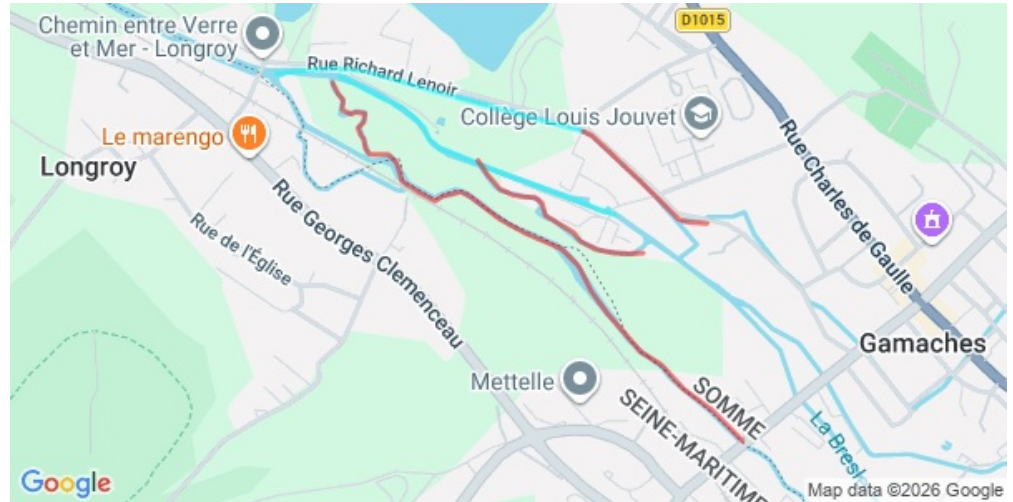 Chemin entre Verre
et Mer - Longroy
D1015
Rue Richard Lenoir
Collège Louis Jouvet
Le marengo
Longroy
Rue Charles de Gaulle
Rue Georges Clemenceau
Rue de l'Église
Gamaches
Mettelle
SOMME
SEINE-MARITIME
La Bresl
Google
Map data ©2026 Google